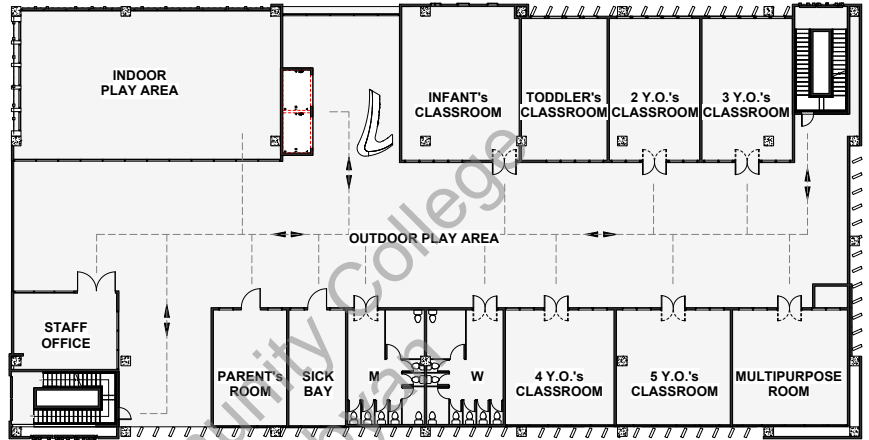 INDOOR
PLAY AREA
INFANT's
CLASSROOM
TODDLER's
CLASSROOM
2 Y.O.'s
CLASSROOM
3 Y.O.'s
CLASSROOM
OUTDOOR PLAY AREA
STAFF
OFFICE
PARENT's
ROOM
SICK
BAY
M
W
4 Y.O.'s
CLASSROOM
5 Y.O.'s
CLASSROOM
MULTIPURPOSE
ROOM
College